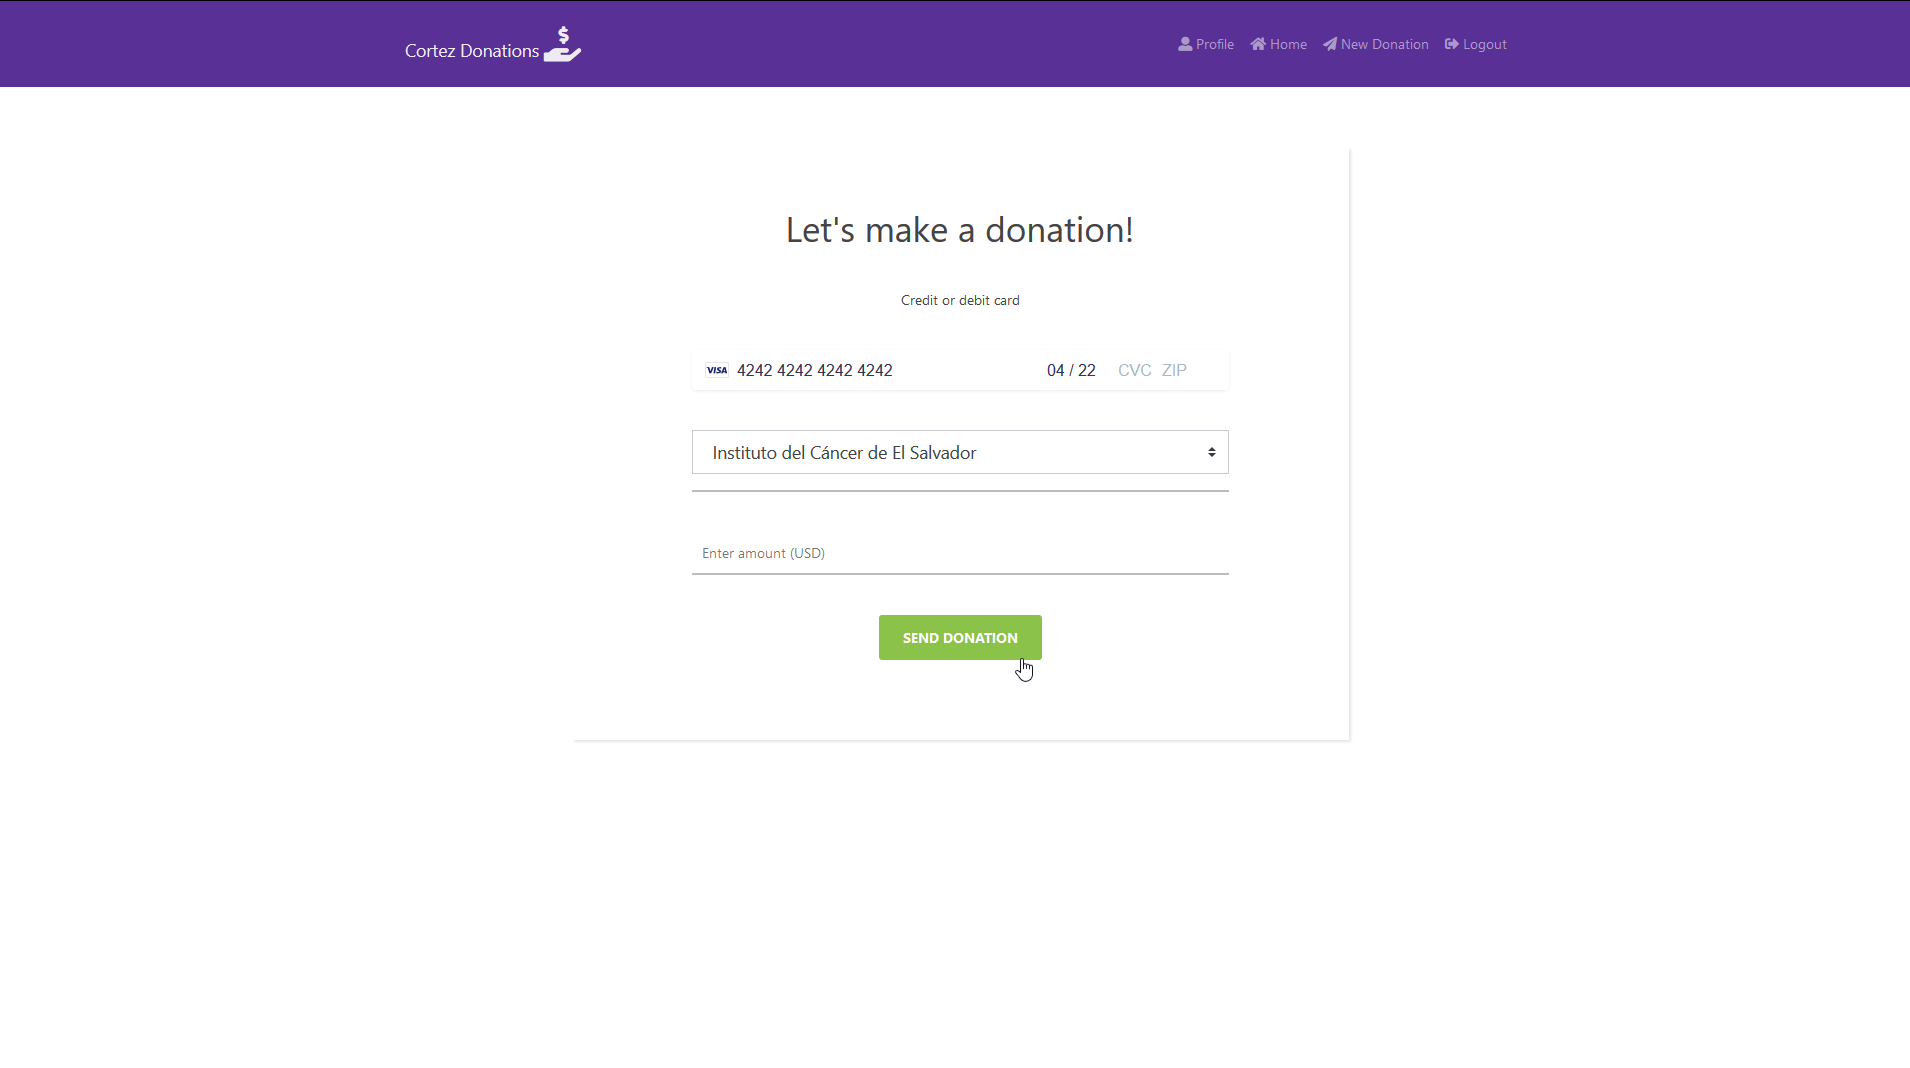 Cortez Donations
Profile Home New Donation Logout
Let's make a donation!
Credit or debit card
VISA 4242 4242 4242 4242 04 / 22 CVC ZIP
Instituto del Cáncer de El Salvador
Enter amount (USD)
SEND DONATION